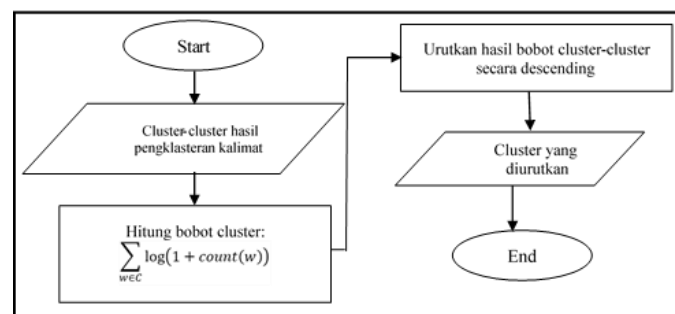 Start
Cluster-cluster hasil
pengklasteran kalimat
Hitung bobot cluster:
∑ log(1 + count(w))
w∈C
Urutkan hasil bobot cluster-cluster
secara descending
Cluster yang
diurutkan
End